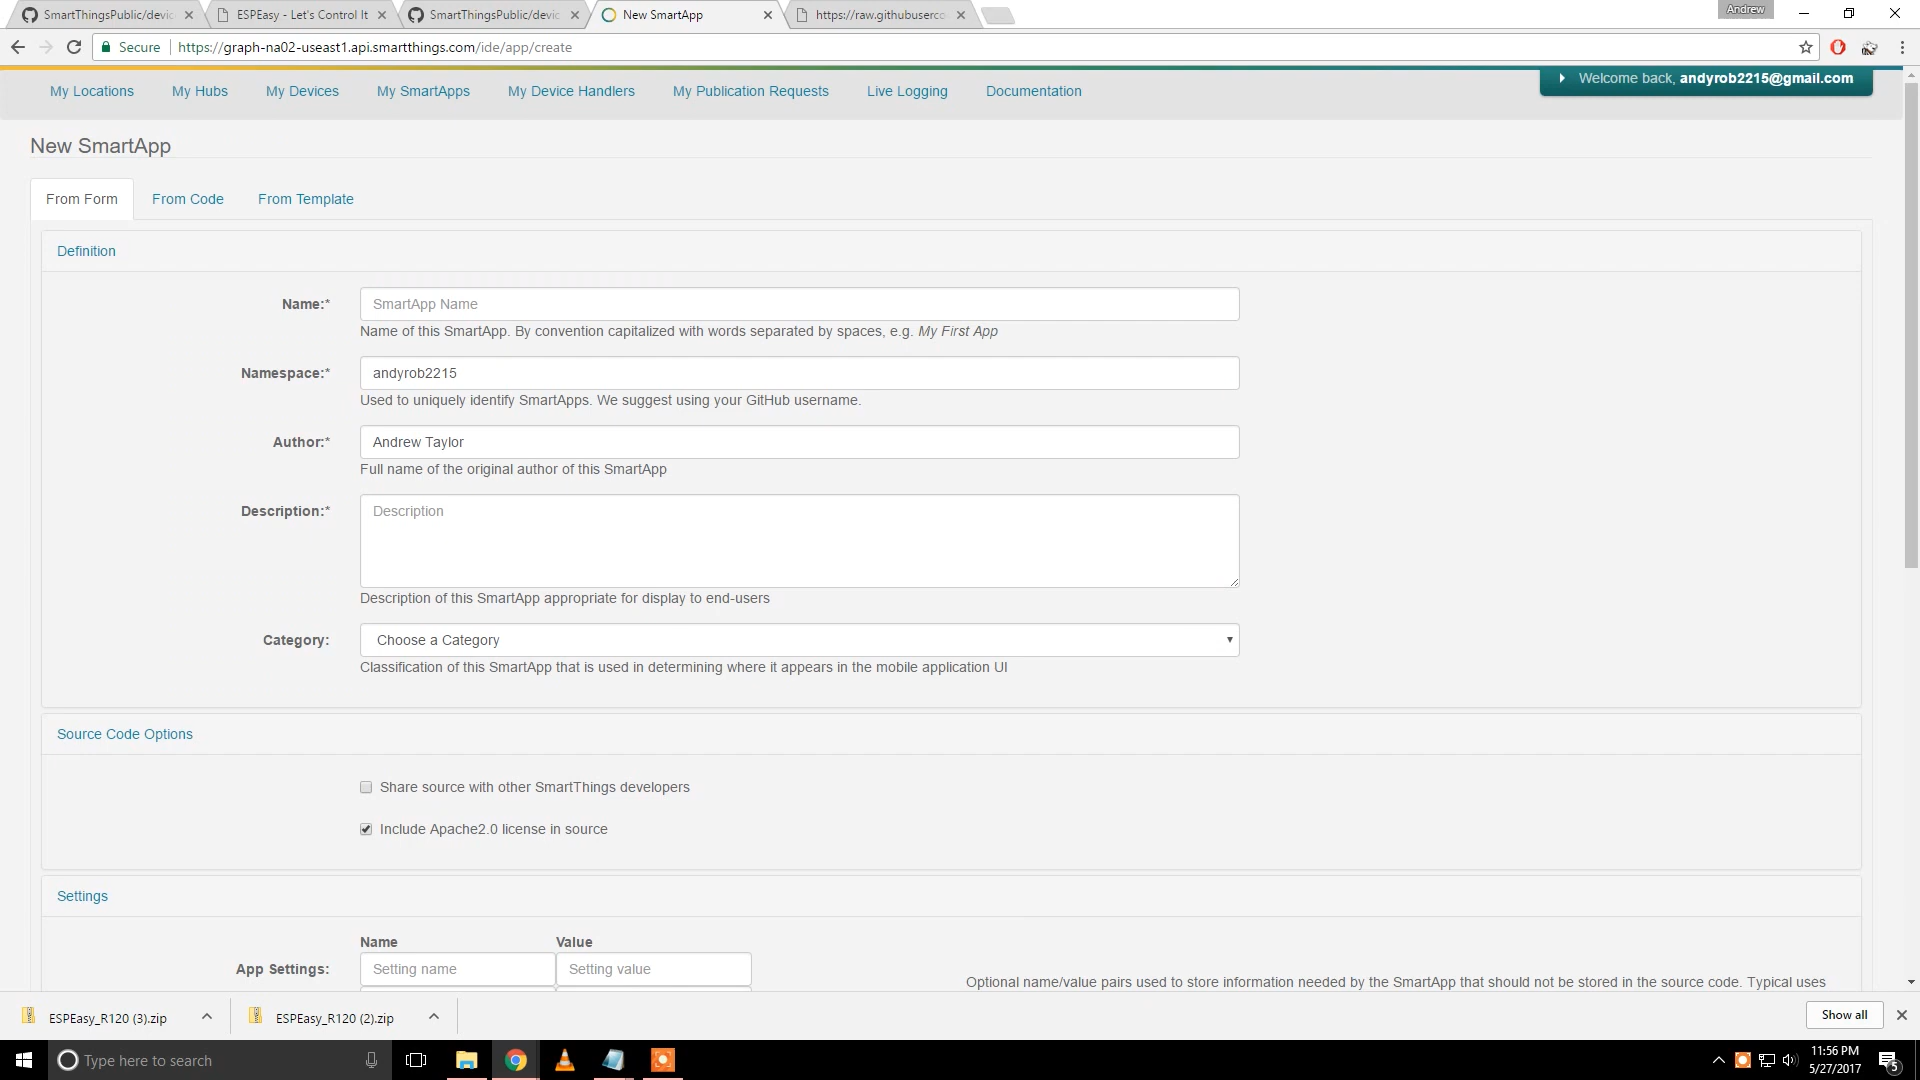 SmartThingsPublic/devic
ESPEasy - Let's Control It
SmartThingsPublic/devic
New SmartApp
https://raw.githubuserco
Andrew
Secure
https://graph-na02-useast1.api.smartthings.com/ide/app/create
My Locations
My Hubs
My Devices
My SmartApps
My Device Handlers
My Publication Requests
Live Logging
Documentation
Welcome back, andyrob2215@gmail.com
New SmartApp
From Form
From Code
From Template
Definition
Name:*
SmartApp Name
Name of this SmartApp. By convention capitalized with words separated by spaces, e.g. My First App
Namespace:*
andyrob2215
Used to uniquely identify SmartApps. We suggest using your GitHub username.
Author:*
Andrew Taylor
Full name of the original author of this SmartApp
Description:*
Description
Description of this SmartApp appropriate for display to end-users
Category:
Choose a Category
Classification of this SmartApp that is used in determining where it appears in the mobile application UI
Source Code Options
Share source with other SmartThings developers
Include Apache2.0 license in source
Settings
Name
Value
App Settings:
Setting name
Setting value
Optional name/value pairs used to store information needed by the SmartApp that should not be stored in the source code. Typical uses
ESPEasy_R120 (3).zip
ESPEasy_R120 (2).zip
Show all
Type here to search
11:56 PM
5/27/2017
5